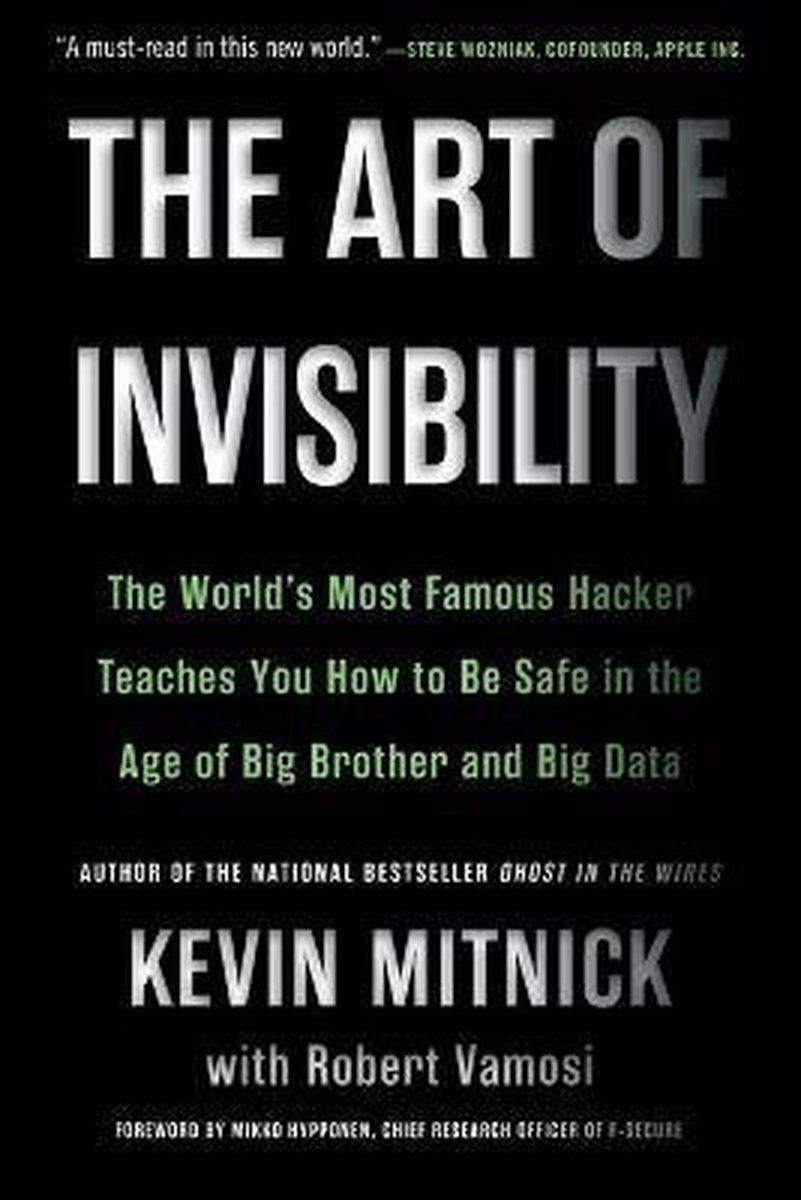 "A must-read in this new world." —STEVE WOZNIAK, COFOUNDER, APPLE INC.
THE ART OF
INVISIBILITY
The World's Most Famous Hacker
Teaches You How to Be Safe in the
Age of Big Brother and Big Data
AUTHOR OF THE NATIONAL BESTSELLER GHOST IN THE WIRES
KEVIN MITNICK
with Robert Vamosi
FOREWORD BY MIKKO HYPPONEN, CHIEF RESEARCH OFFICER OF F-SECURE